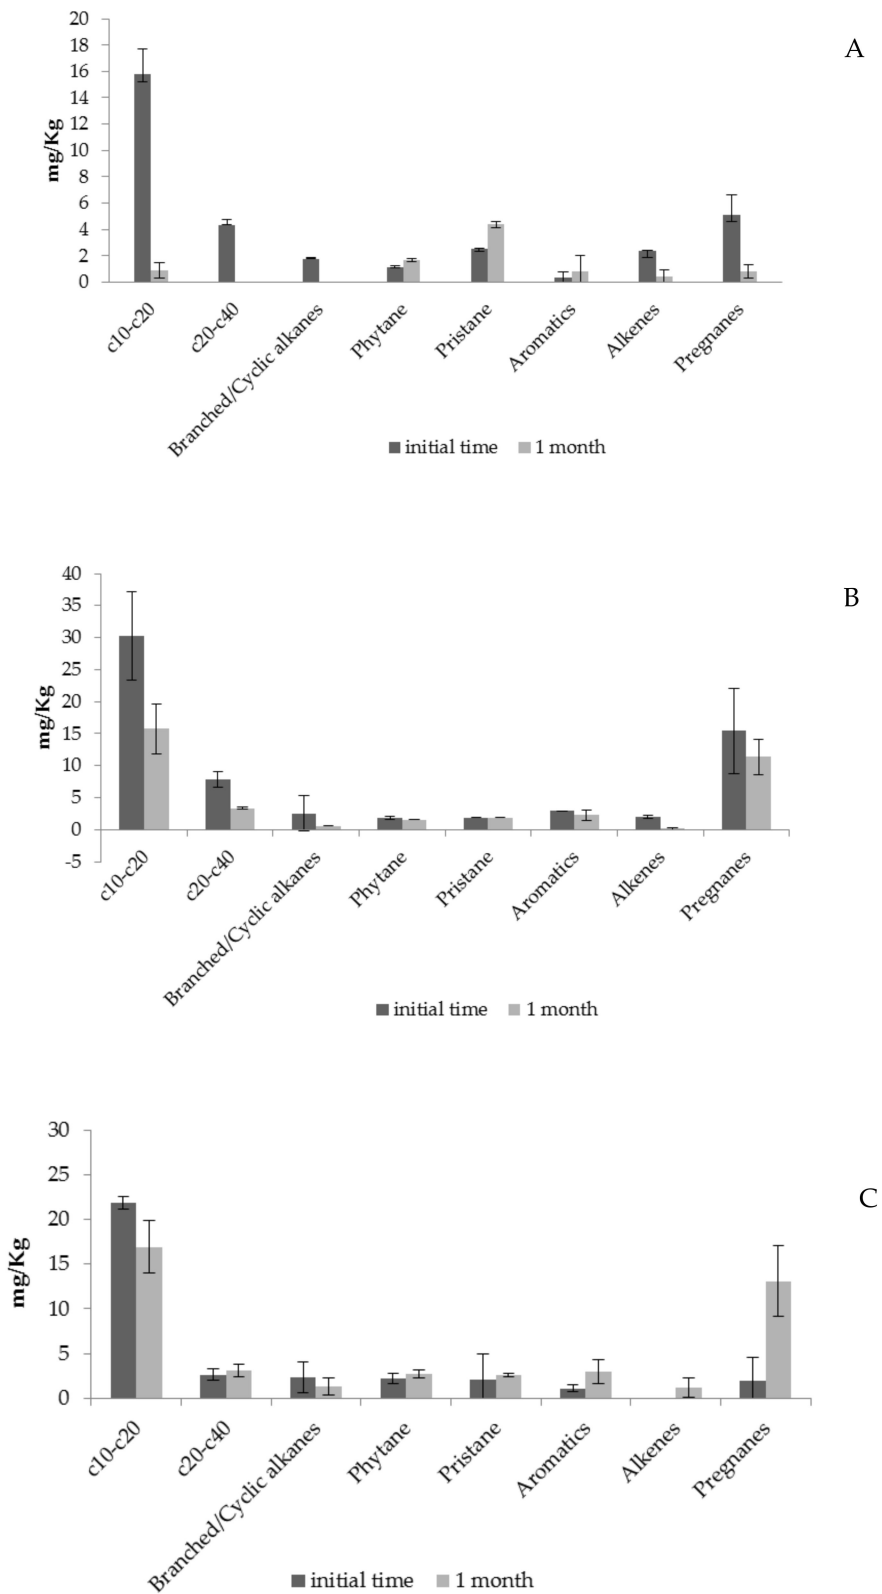 A
mg/Kg
20
18
16
14
12
10
8
6
4
2
0
c10-c20
c20-c40
Branched/Cyclic alkanes
Phytane
Pristane
Aromatics
Alkenes
Pregnanes
initial time 1 month
B
mg/Kg
40
35
30
25
20
15
10
5
0
-5
c10-c20
c20-c40
Branched/Cyclic alkanes
Phytane
Pristane
Aromatics
Alkenes
Pregnanes
initial time 1 month
C
mg/Kg
30
25
20
15
10
5
0
c10-c20
c20-c40
Branched/Cyclic alkanes
Phytane
Pristane
Aromatics
Alkenes
Pregnanes
initial time 1 month